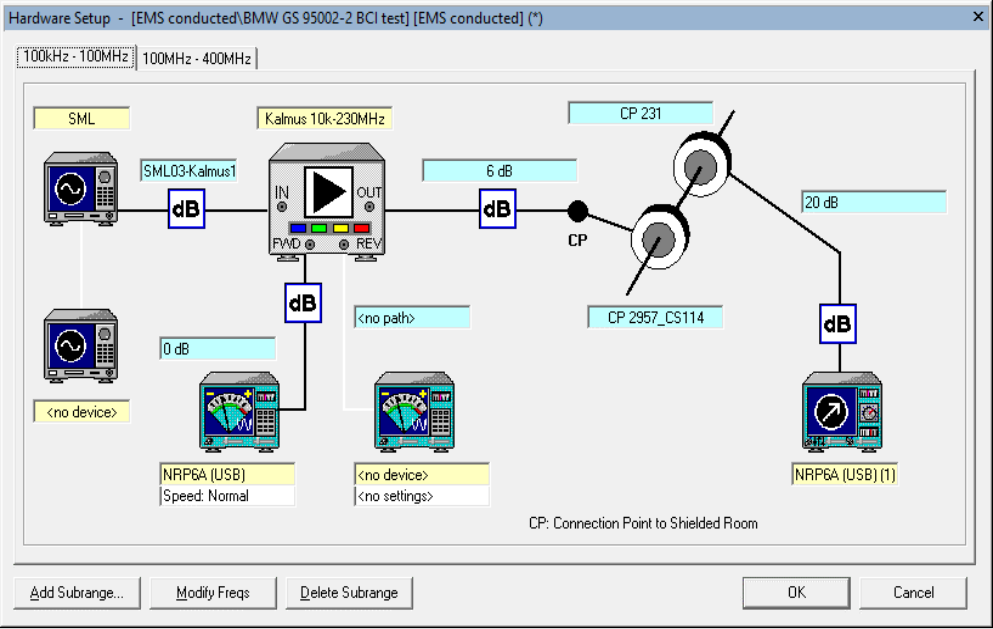 Hardware Setup - [EMS conducted\BMW GS 95002-2 BCI test] [EMS conducted] (*)
100kHz - 100MHz
100MHz - 400MHz
SML
Kalmus 10k-230MHz
CP 231
SML03-Kalmus1
6 dB
20 dB
IN
OUT
dB
dB
CP
FWD
REV
dB
<no path>
CP 2957_CS114
dB
0 dB
<no device>
NRP6A (USB)
Speed: Normal
<no device>
<no settings>
NRP6A (USB) (1)
CP: Connection Point to Shielded Room
Add Subrange...
Modify Freqs
Delete Subrange
OK
Cancel